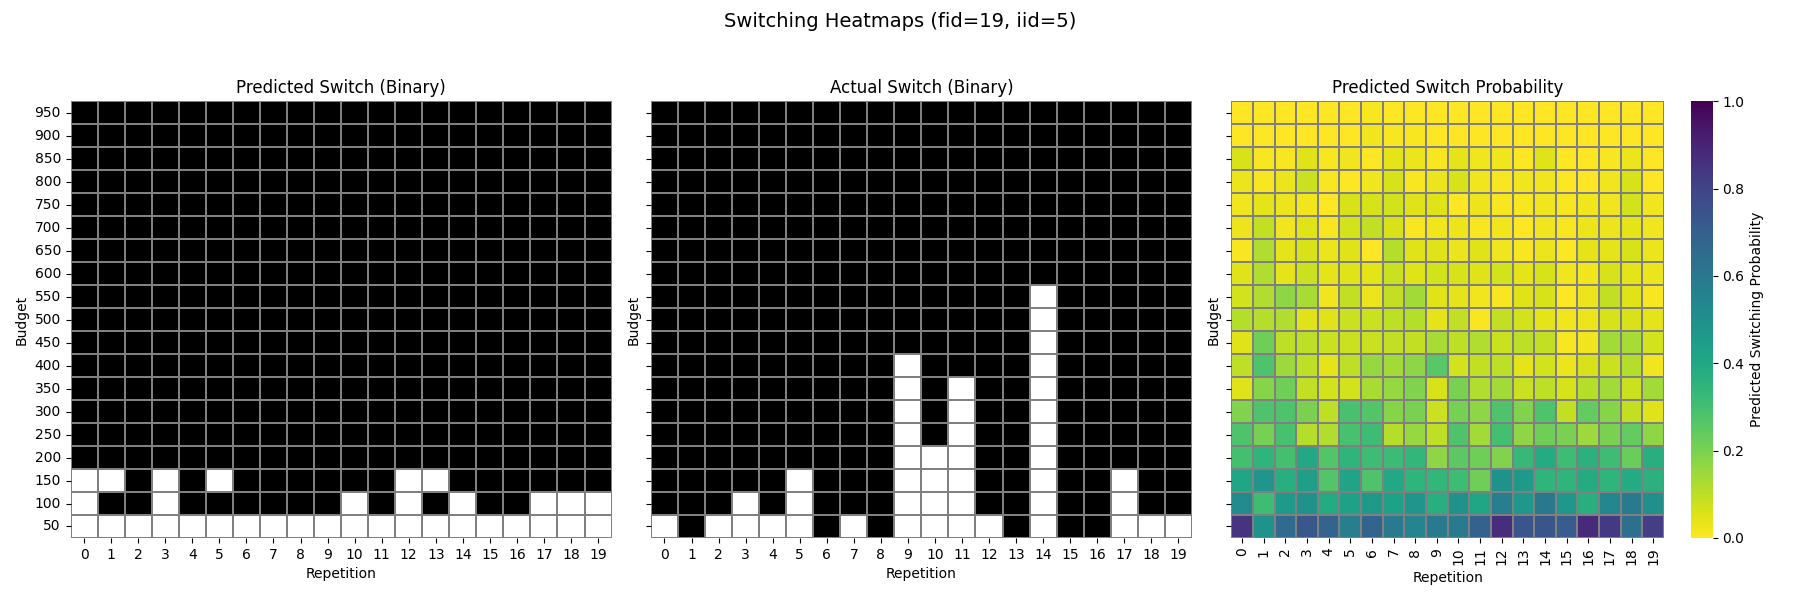 Switching Heatmaps (fid=19, iid=5)
Predicted Switch (Binary)
950
900
850
800
750
700
650
600
550
500
450
400
350
300
250
200
150
100
50
Budget
0 1 2 3 4 5 6 7 8 9 10 11 12 13 14 15 16 17 18 19
Repetition
Actual Switch (Binary)
Budget
0 1 2 3 4 5 6 7 8 9 10 11 12 13 14 15 16 17 18 19
Repetition
Predicted Switch Probability
Budget
0 1 2 3 4 5 6 7 8 9 10 11 12 13 14 15 16 17 18 19
Repetition
1.0
0.8
0.6
0.4
0.2
0.0
Predicted Switching Probability